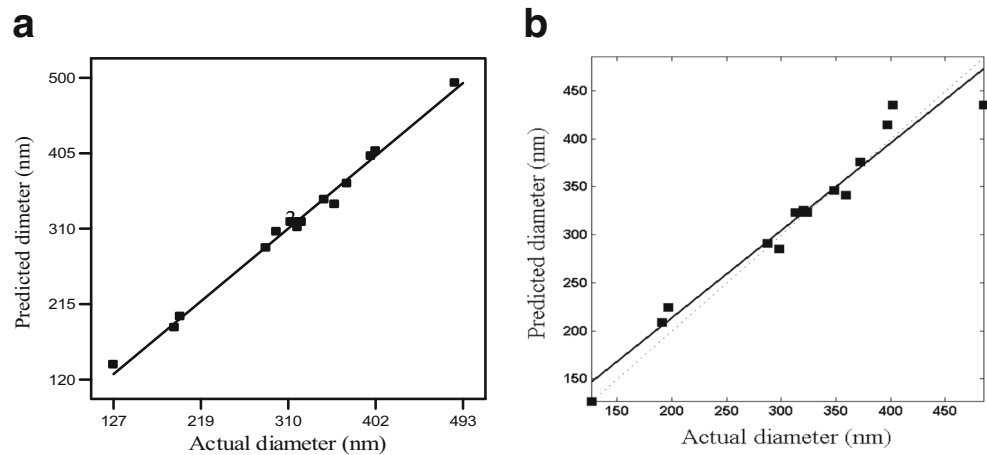 a
500
405
310
215
120
2
127 219 310 402 493
Predicted dimeter (nm)
Actual diameter (nm)
b
450
400
350
300
250
200
150
150 200 250 300 350 400 450
Predicted diameter (nm)
Actual diameter (nm)